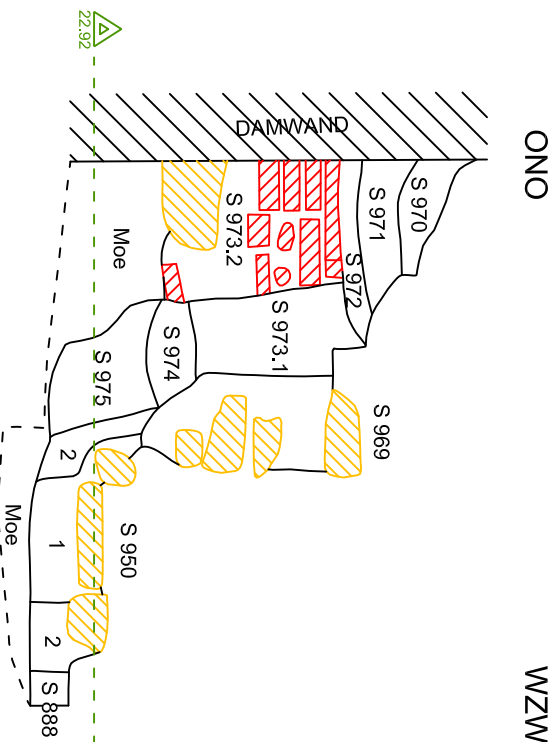 ONO
WZW
DAMWAND
22.92
S 970
S 971
S 972
S 973.2
S 973.1
S 974
S 975
Moe
S 969
S 950
2
1
2
S 888
Moe